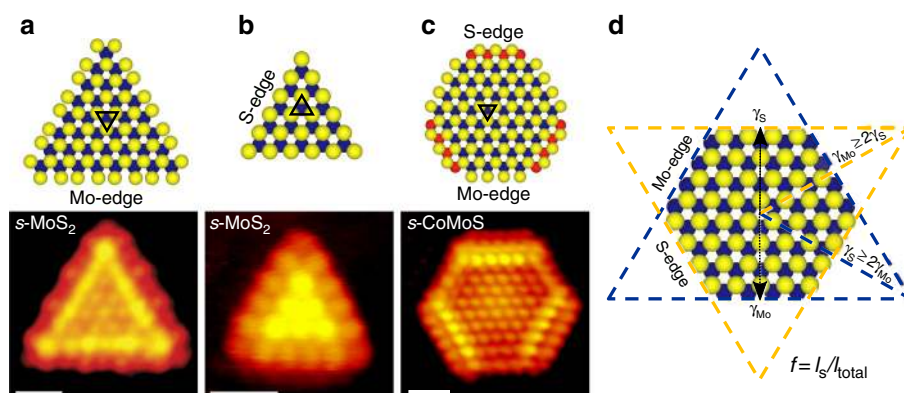 a
b
c
d
S-edge
Mo-edge
S-edge
Mo-edge
s-MoS₂
s-MoS₂
s-CoMoS
γS
γMo ≥ 2γS
Mo-edge
S-edge
γS ≥ 2γMo
γMo
f = ls/ltotal